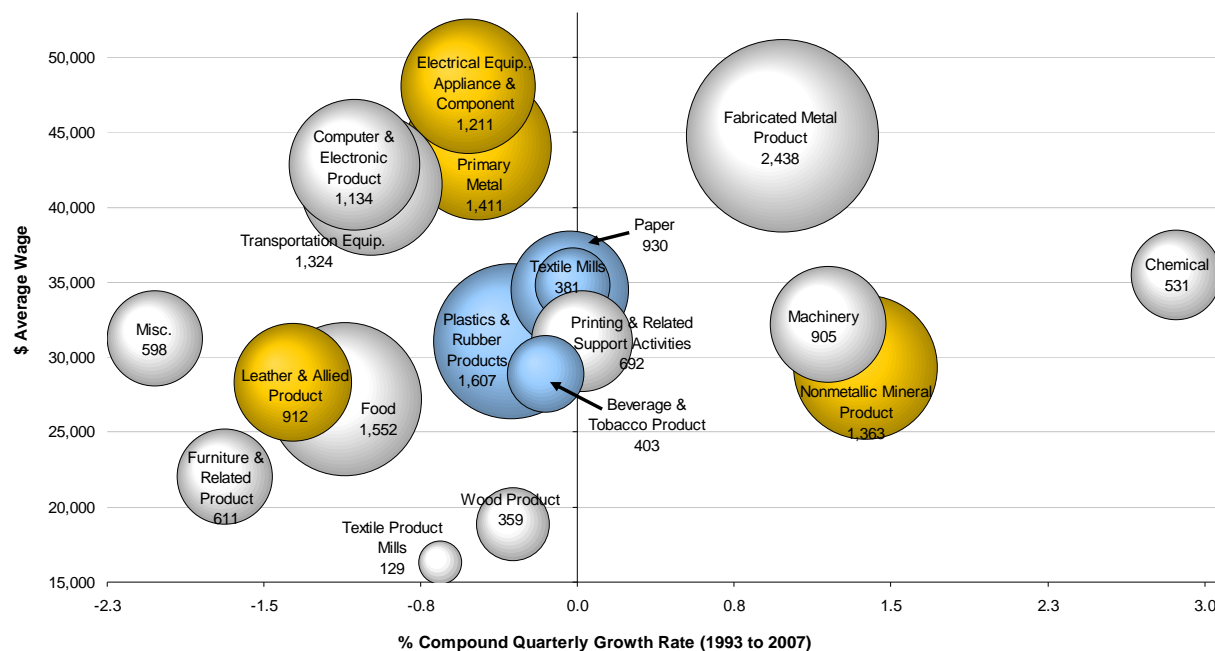 50,000
45,000
40,000
35,000
30,000
25,000
20,000
15,000
$ Average Wage
Electrical Equip.,
Appliance &
Component
1,211
Primary
Metal
1,411
Computer &
Electronic
Product
1,134
Transportation Equip.
1,324
Fabricated Metal
Product
2,438
Paper
930
Textile Mills
381
Chemical
531
Misc.
598
Plastics &
Rubber
Products
1,607
Printing & Related
Support Activities
692
Machinery
905
Leather & Allied
Product
912
Food
1,552
Nonmetallic Mineral
Product
1,363
Beverage &
Tobacco Product
403
Furniture &
Related
Product
611
Wood Product
359
Textile Product
Mills
129
-2.3
-1.5
-0.8
0.0
0.8
1.5
2.3
3.0
% Compound Quarterly Growth Rate (1993 to 2007)